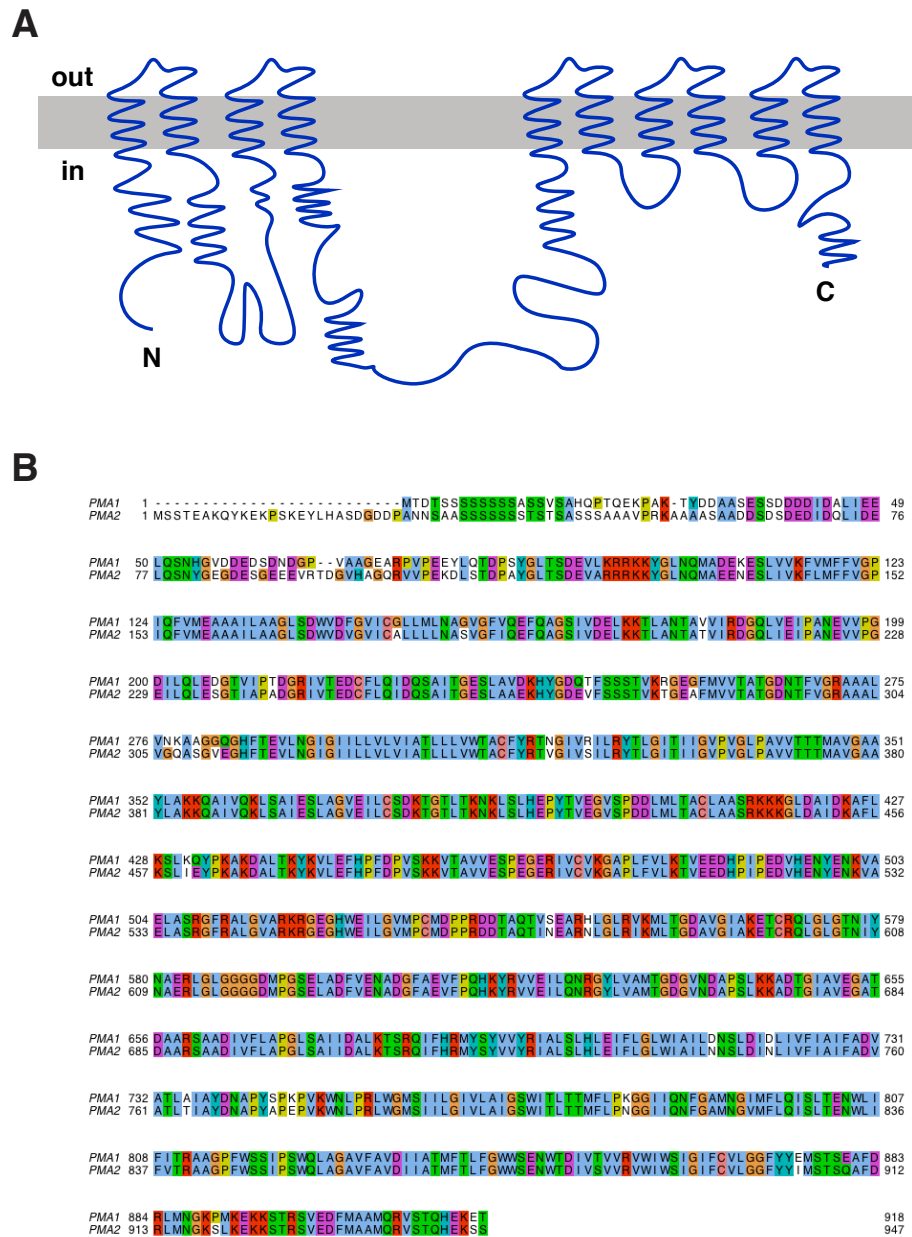 A
out
in
N
C
B
PMA1 1 --------------------------MTDTSSSSSSSSASSVSAHQPTQEKPAK-TYDDAASESSDDDDIDALIEE 49
PMA2 1 MSSTEAKQYKEKPSKEYLHASDGDDPANNSAASSSSSSSTSTSASSSAAAVPRKAAAASAADDSDSDEDIDQLIDE 76
PMA1 50 LQSNHGVDDEDSDNDGP--VAAGEARPVPEEYLQTDPSYGLTSDEVLKRRKKYGLNQMADEKESLVVKFVMFFVGP 123
PMA2 77 LQSNYGEGDESGEEEVRTDGVHAGQRVVPEKDLSTDPAYGLTSDEVARRRKKYGLNQMAEENESLIVKFLMFFVGP 152
PMA1 124 IQFVMEAAAILAAGLSDWVDFGVICGLLMLNAGVGFVQEFQAGSIVDELKKTLANTAVVIRDGQLVEIPANEVVPG 199
PMA2 153 IQFVMEAAAILAAGLSDWVDVGVICALLLLNASVGFIQEFQAGSIVDELKKTLANTATVIRDGQLIEIPANEVVPG 228
PMA1 200 DILQLEDGTVIPTDGRIVTEDCFLQIDQSAITGESLAVDKHYGDQTFSSSTVKRGEGFMVVTATGDNTFVGRAAAL 275
PMA2 229 EILQLESGTIAPADGRIVTEDCFLQIDQSAITGESLAAEKHYGDEVFSSSTVKTGEAFMVVTATGDNTFVGRAAAL 304
PMA1 276 VNKAAGGQGHFTEVLNGIGIILLVLVIATLLLVWTACFYRTNGIVRILRYTLGITIIGVPVGLPAVVTTTMAVGAA 351
PMA2 305 VGQASGVEGHFTEVLNGIGIILLVLVIATLLLVWTACFYRTVGIVSILRYTLGITIIGVPVGLPAVVTTTMAVGAA 380
PMA1 352 YLAKKQAIVQKLSAIESLAGVEILCSDKTGTLTKNKLSLHEPYTVEGVSPDDLMLTACLAASRKKKGLDAIDKAFL 427
PMA2 381 YLAKKQAIVQKLSAIESLAGVEILCSDKTGTLTKNKLSLHEPYTVEGVSPDDLMLTACLAASRKKKGLDAIDKAFL 456
PMA1 428 KSLKQYPKAKDALTKYKVLEFHPFDPVSKKVTAVVESPEGERIVCVKGAPLFVLKTVEEDHPIPEDVHENYENKVA 503
PMA2 457 KSLIEYPKAKDALTKYKVLEFHPFDPVSKKVTAVVESPEGERIVCVKGAPLFVLKTVEEDHPIPEDVHENYENKVA 532
PMA1 504 ELASRGFRALGVARKRGEGHWEILGVMPCMDPPRDDTAQTVSEARHLGLRVKMLTGDAVGIAKETCRQLGLGTNIY 579
PMA2 533 ELASRGFRALGVARKRGEGHWEILGVMPCMDPPRDDTAQTINEARNLGLRIKMLTGDAVGIAKETCRQLGLGTNIY 608
PMA1 580 NAERLGLGGGGDMPGSELADFVENADGFAEVFPQHKYRVVEILQNRGYLVAMTGDGVNDAPSLKKADTGIAVEGAT 655
PMA2 609 NAERLGLGGGGDMPGSELADFVENADGFAEVFPQHKYRVVEILQNRGYLVAMTGDGVNDAPSLKKADTGIAVEGAT 684
PMA1 656 DAARSAADIVFLAPGLSAIIDALKTSRQIFHRMYSYVVYRIALSLHLEIFLGLWIAILDNSLDIDLIVFIAIFADV 731
PMA2 685 DAARSAADIVFLAPGLSAIIDALKTSRQIFHRMYSYVVYRIALSLHLEIFLGLWIAILNNSLDINLIVFIAIFADV 760
PMA1 732 ATLAIAYDNAPYSPKPVKWNLPRLWGMSIILGIVLAIGSWITLTTMFLPKGGIIQNFGAMNGIMFLQISLTENWLI 807
PMA2 761 ATLTIAYDNAPYAPEPVKWNLPRLWGMSIILGIVLAIGSWITLTTMFLPNGGIIQNFGAMNGVMFLQISLTENWLI 836
PMA1 808 FITRAAGPFWSSIPSWQLAGAVFAVDIIATMFTLFGWWSENWTDIVTVVRVWIWSIGIFCVLGGFYYEMSTSEAFD 883
PMA2 837 FVTRAAGPFWSSIPSWQLAGAVFAVDIIATMFTLFGWWSENWTDIVSVVRVWIWSIGIFCVLGGFYYIMSTSQAFD 912
PMA1 884 RLMNGKPMKEKKSTRSVEDFMAAMQRVSTQHEKET 918
PMA2 913 RLMNGKSLKEKKSTRSVEDFMAAMQRVSTQHEKSS 947